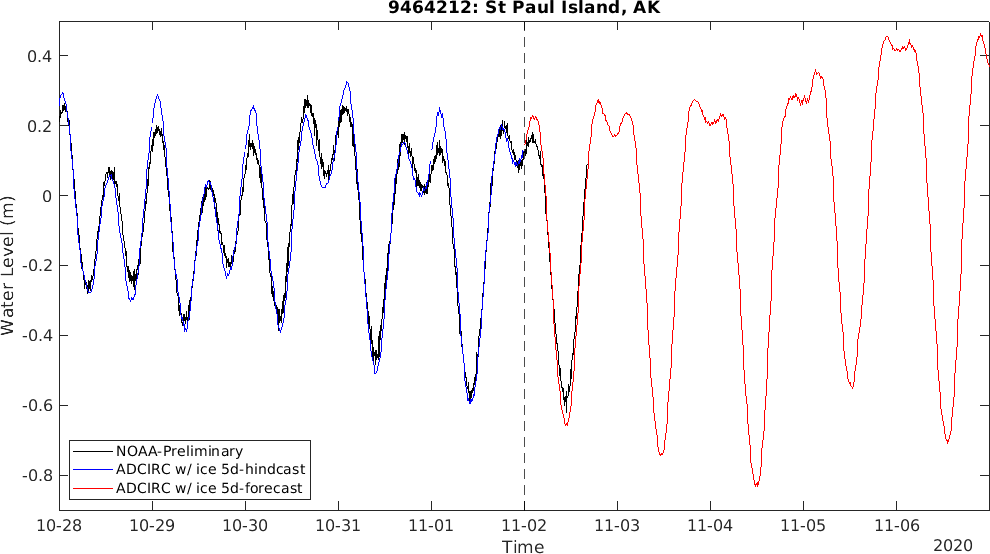 9464212: St Paul Island, AK
0.4
0.2
0
-0.2
-0.4
-0.6
-0.8
Water Level (m)
NOAA-Preliminary
ADCIRC w/ ice 5d-hindcast
ADCIRC w/ ice 5d-forecast
10-28 10-29 10-30 10-31 11-01 11-02 11-03 11-04 11-05 11-06
Time
2020